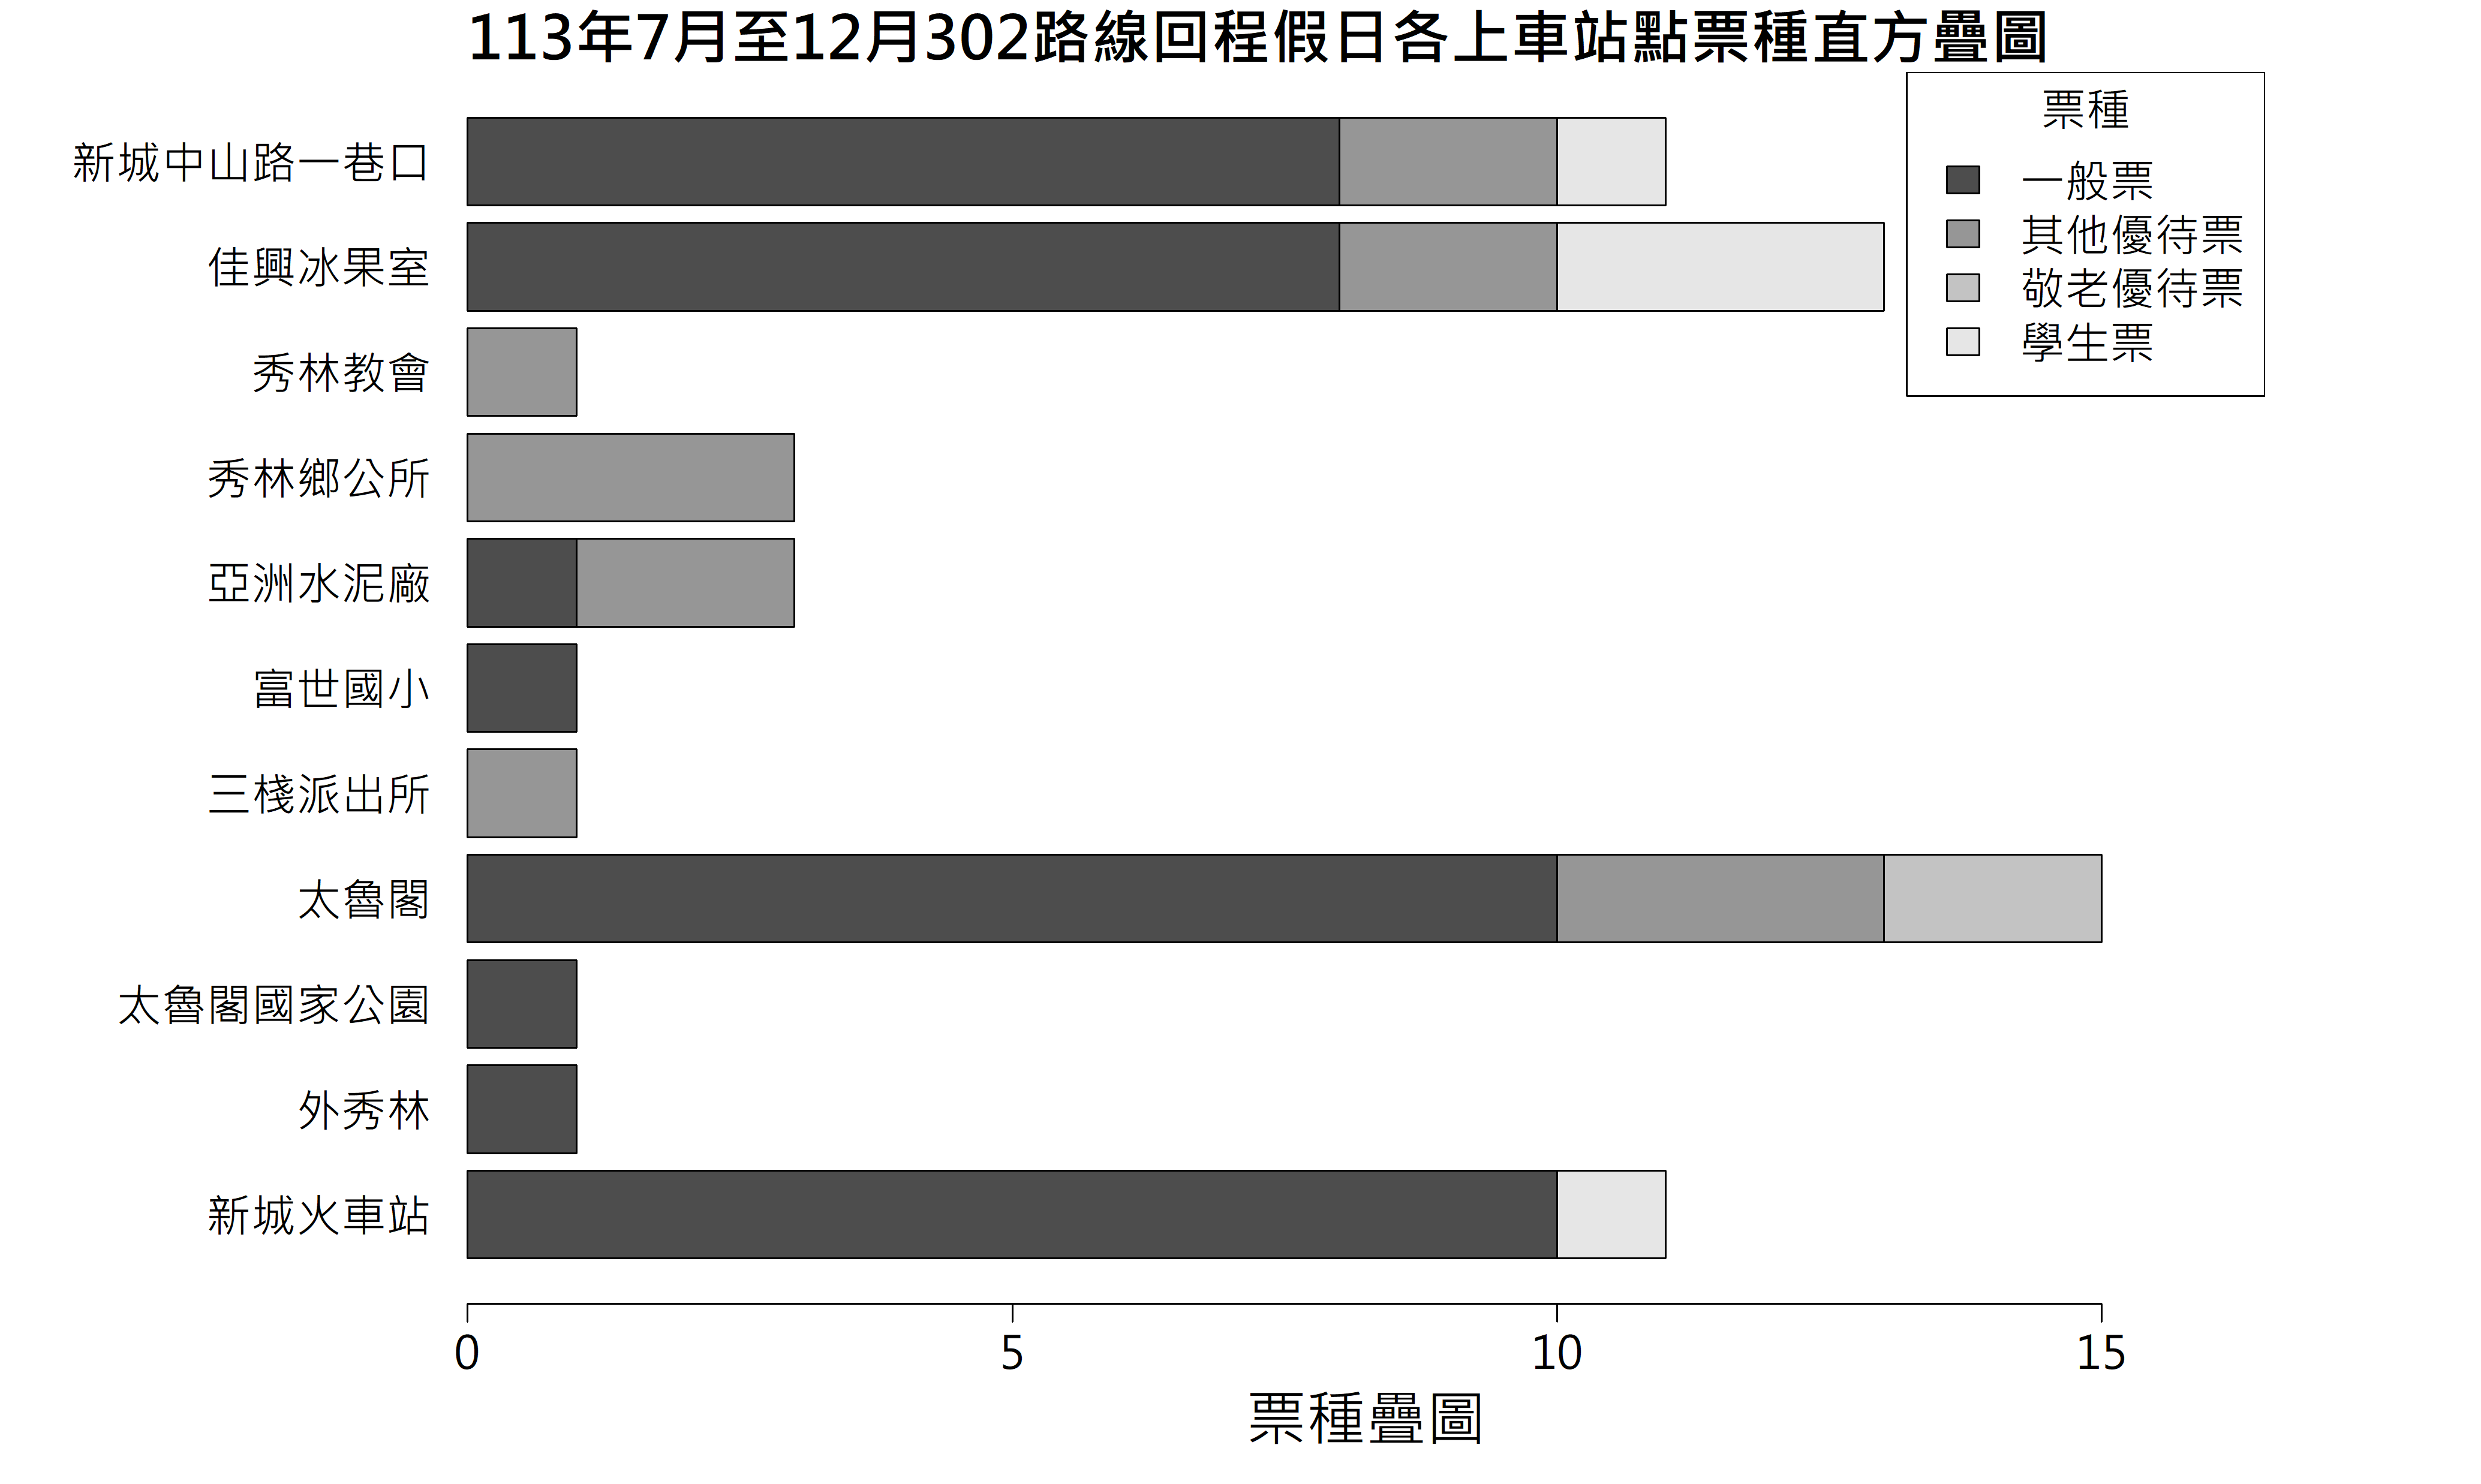 113年7月至12月302路線回程假日各上車站點票種直方疊圖
票種
一般票
其他優待票
敬老優待票
學生票
新城中山路一巷口
佳興冰果室
秀林教會
秀林鄉公所
亞洲水泥廠
富世國小
三棧派出所
太魯閣
太魯閣國家公園
外秀林
新城火車站
0 5 10 15
票種疊圖